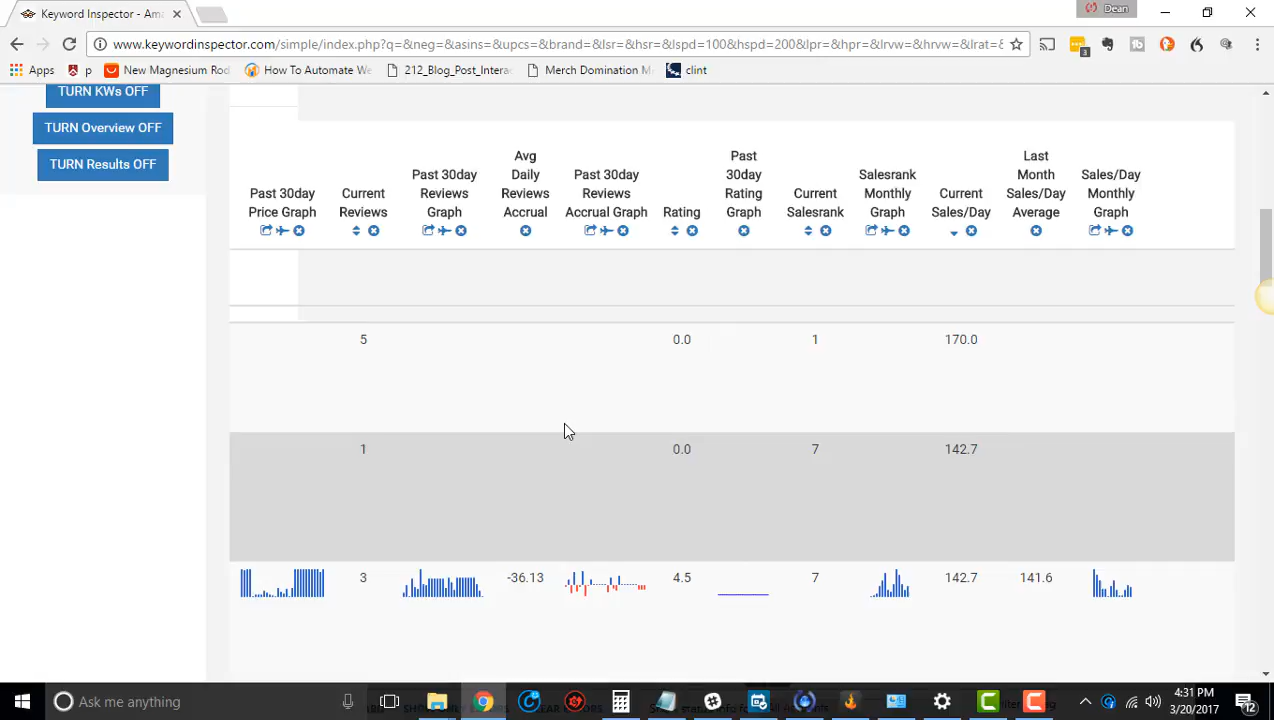 Keyword Inspector - Ama
Dean
www.keywordinspector.com/simple/index.php?q=&neg=&asins=&upcs=&brand=&lsr=&hsr=&lspd=100&hspd=200&lpr=&hpr=&lrvw=&hrvw=&lrat=&
3
Apps
p
New Magnesium Rod
How To Automate We
212_Blog_Post_Intera
Merch Domination M
clint
TURN KWs OFF
TURN Overview OFF
TURN Results OFF
Past 30day Price Graph
Current Reviews
Past 30day Reviews Graph
Avg Daily Reviews Accrual
Past 30day Reviews Accrual Graph
Rating
Past 30day Rating Graph
Current Salesrank
Salesrank Monthly Graph
Current Sales/Day
Last Month Sales/Day Average
Sales/Day Monthly Graph
5 0.0 1 170.0
1 0.0 7 142.7
3 -36.13 4.5 7 142.7 141.6
Ask me anything
4:31 PM
3/20/2017
12